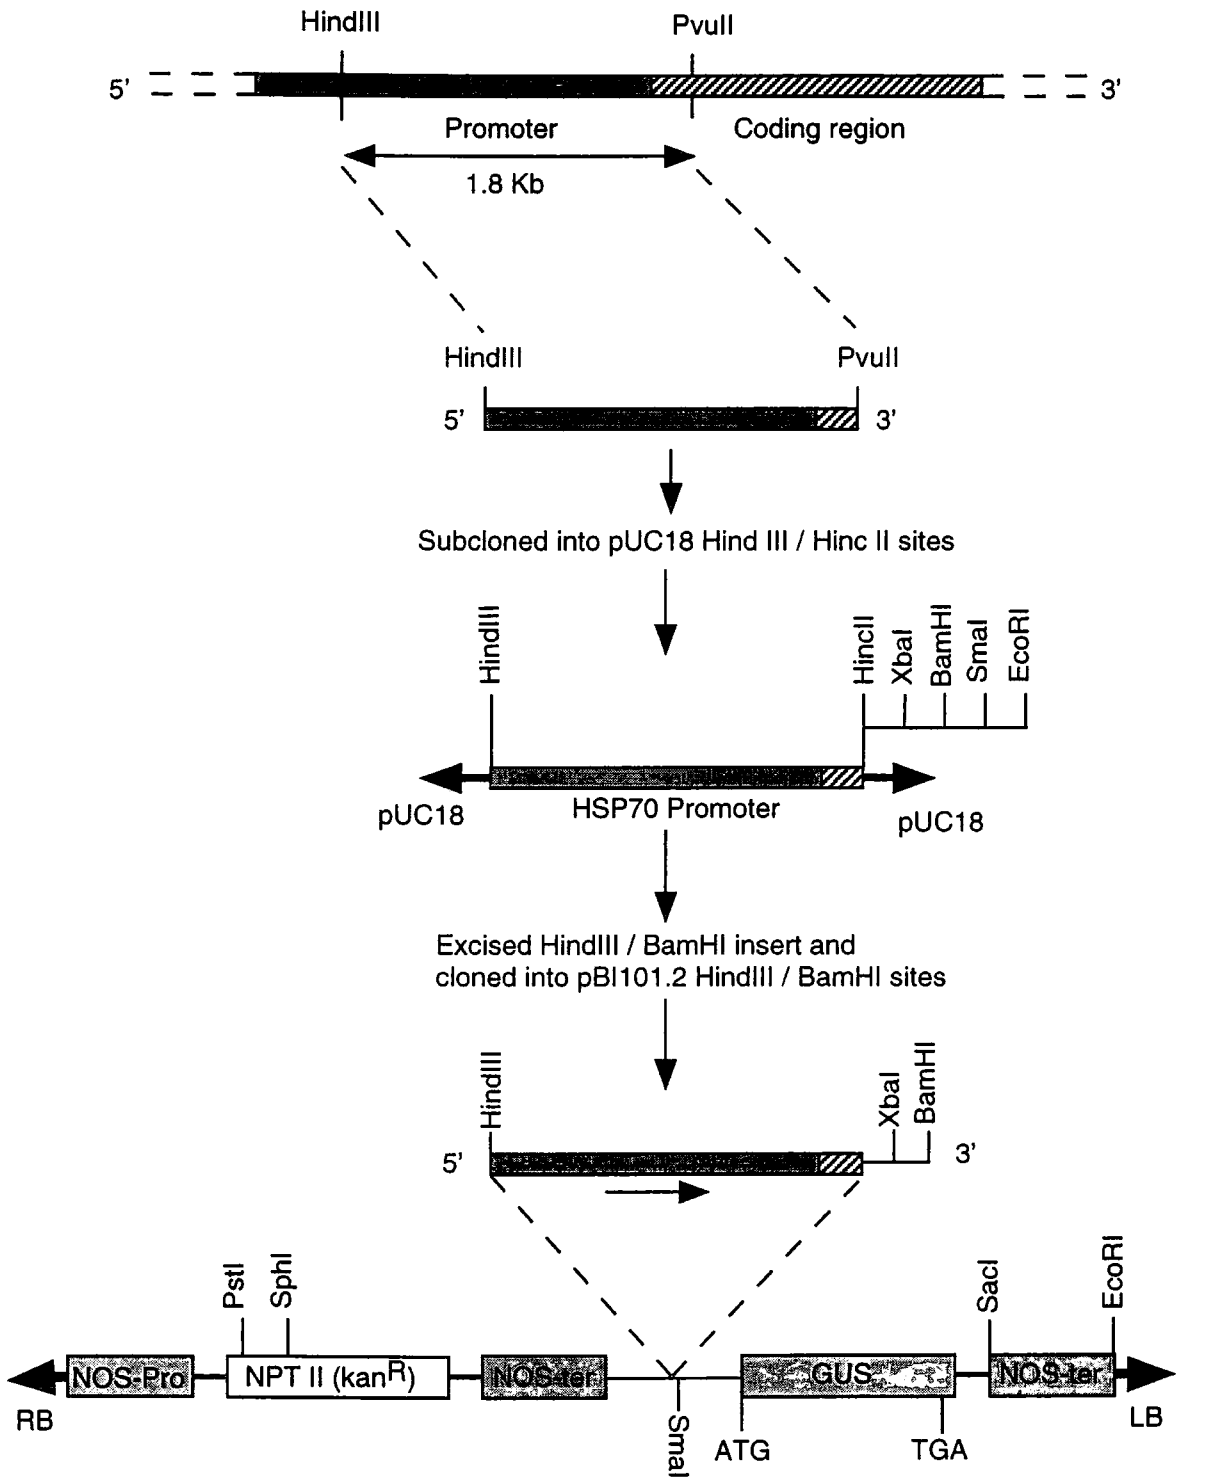 HindIII
PvuII
5’
3’
Promoter
Coding region
1.8 Kb
HindIII
PvuII
5’
3’
Subcloned into pUC18 Hind III / Hinc II sites
HindIII
HincII
XbaI
BamHI
SmaI
EcoRI
pUC18
HSP70 Promoter
pUC18
Excised HindIII / BamHI insert and
cloned into pBI101.2 HindIII / BamHI sites
HindIII
XbaI
BamHI
5’
3’
PstI
SphI
SacI
EcoRI
NOS-Pro
NPT II (kanR)
NOS-ter
GUS
NOS-ter
RB
SmaI
ATG
TGA
LB